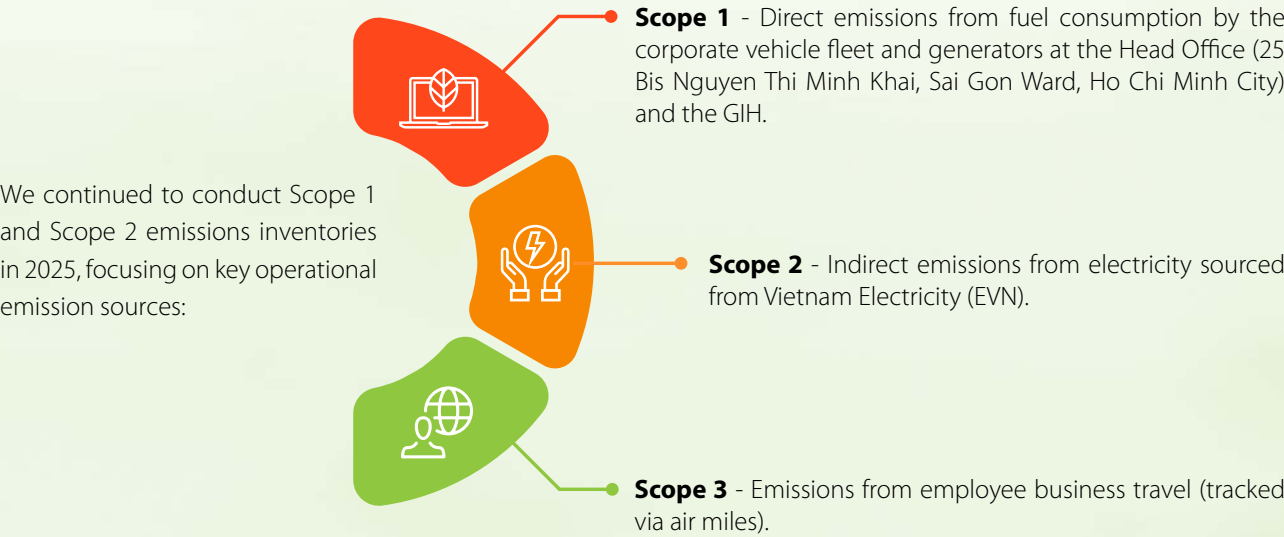 We continued to conduct Scope 1
and Scope 2 emissions inventories
in 2025, focusing on key operational
emission sources:
Scope 1 - Direct emissions from fuel consumption by the
corporate vehicle fleet and generators at the Head Office (25
Bis Nguyen Thi Minh Khai, Sai Gon Ward, Ho Chi Minh City)
and the GIH.
Scope 2 - Indirect emissions from electricity sourced
from Vietnam Electricity (EVN).
Scope 3 - Emissions from employee business travel (tracked
via air miles).